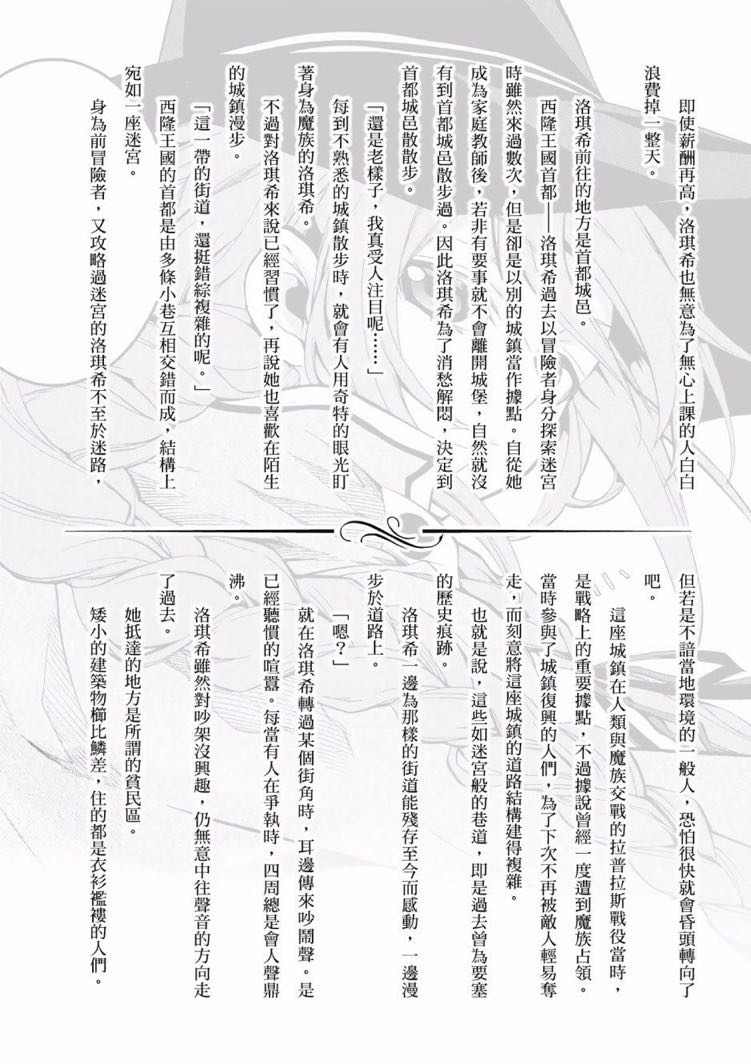 即使薪酬再高，洛琪希也無意為了無心上課的人白白
浪費掉一整天。
洛琪希前往的地方是首都城邑。
西隆王國首都——洛琪希過去以冒險者身分探索迷宮
時雖然來過數次，但是卻是以別的城鎮當作據點。自從她
成為家庭教師後，若非有要事就不會離開城堡，自然就沒
有到首都城邑散步過。因此洛琪希為了消愁解悶，決定到
首都城邑散散步。
「還是老樣子，我真受人注目呢……」
每到不熟悉的城鎮散步時，就會有人用奇特的眼光盯
著身為魔族的洛琪希。
不過對洛琪希來說已經習慣了，再說她也喜歡在陌生
的城鎮漫步。
「這一帶的街道，還挺錯綜複雜的呢。」
西隆王國的首都是由多條小巷互相交錯而成，結構上
宛如一座迷宮。
身為前冒險者，又攻略過迷宮的洛琪希不至於迷路，
但若是不諳當地環境的一般人，恐怕很快就會昏頭轉向了
吧。
這座城鎮在人類與魔族交戰的拉普拉斯戰役當時，
是戰略上的重要據點，不過據說曾經一度遭到魔族占領。
當時參與了城鎮復興的人們，為了下次不再被敵人輕易奪
走，而刻意將這座城鎮的道路結構建得複雜。
也就是說，這些如迷宮般的巷道，即是過去曾為要塞
的歷史痕跡。
洛琪希一邊為那樣的街道能殘存至今而感動，一邊漫
步於道路上。
「嗯？」
就在洛琪希轉過某個街角時，耳邊傳來吵鬧聲。是
已經聽慣的喧囂。每當有人在爭執時，四周總是會人聲鼎
沸。
洛琪希雖然對吵架沒興趣，仍無意中往聲音的方向走
了過去。
她抵達的地方是所謂的貧民區。
矮小的建築物櫛比鱗差，住的都是衣衫襤褸的人們。